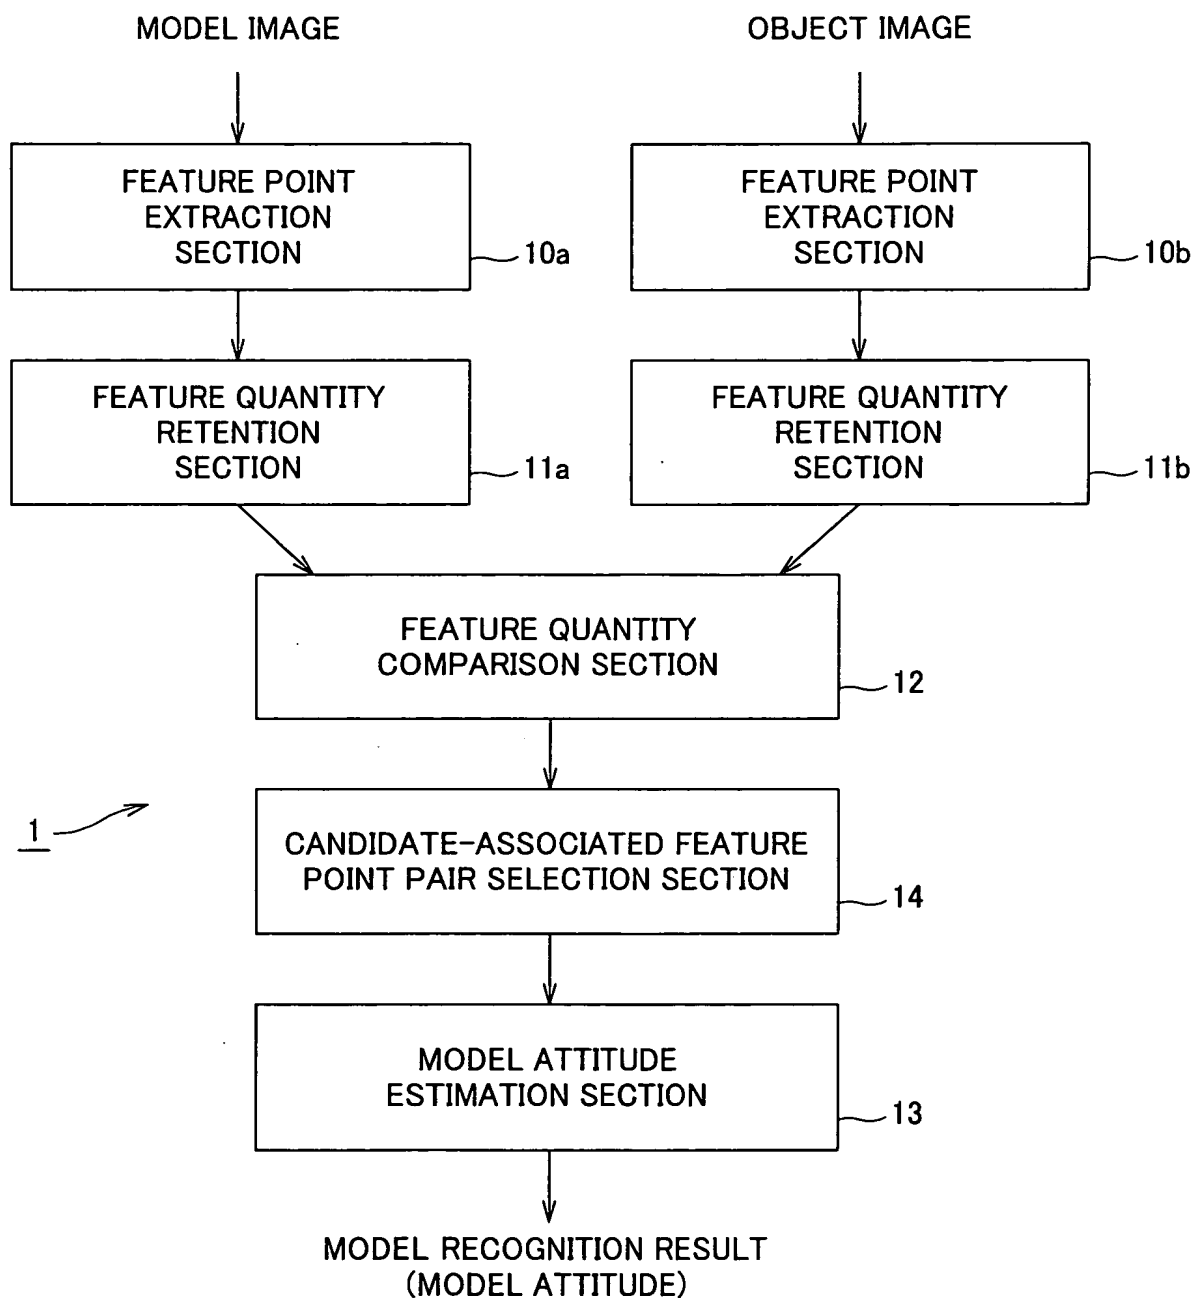 MODEL IMAGE
OBJECT IMAGE
FEATURE POINT
EXTRACTION
SECTION
10a
FEATURE POINT
EXTRACTION
SECTION
10b
FEATURE QUANTITY
RETENTION
SECTION
11a
FEATURE QUANTITY
RETENTION
SECTION
11b
FEATURE QUANTITY
COMPARISON SECTION
12
1
CANDIDATE-ASSOCIATED FEATURE
POINT PAIR SELECTION SECTION
14
MODEL ATTITUDE
ESTIMATION SECTION
13
MODEL RECOGNITION RESULT
(MODEL ATTITUDE)